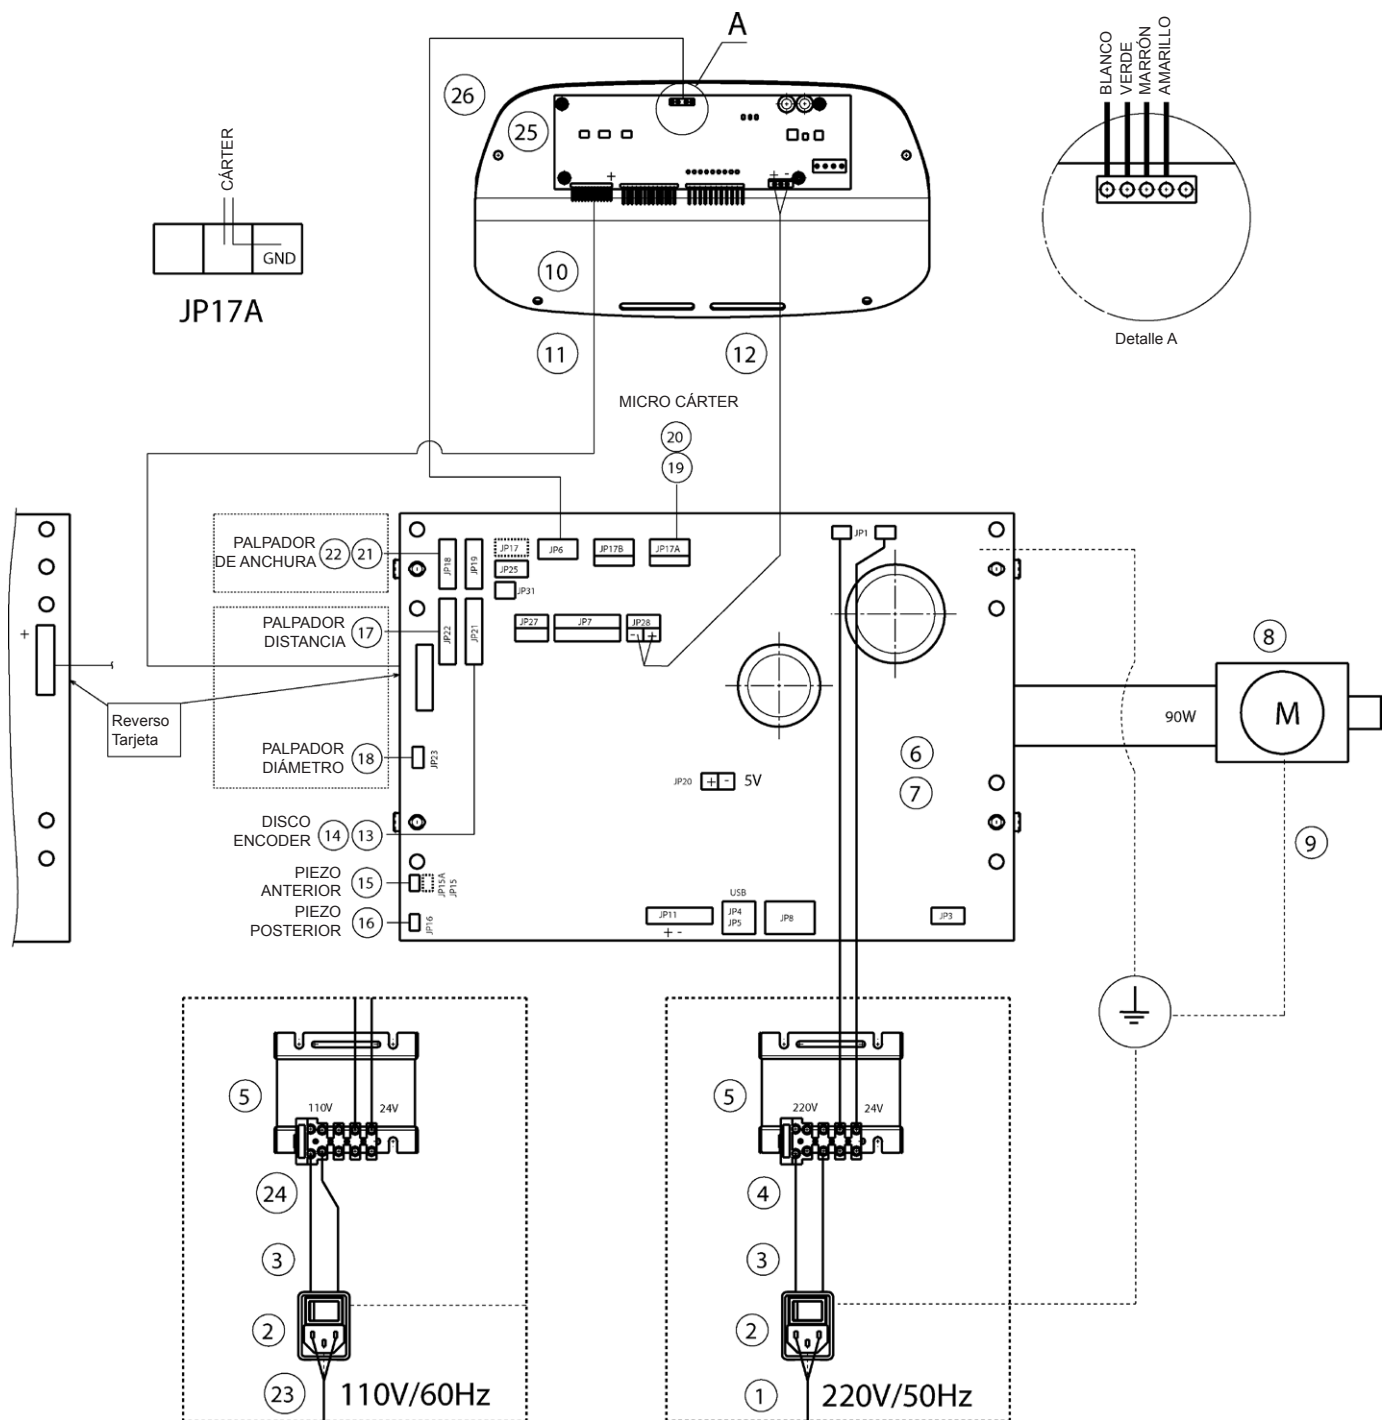 A
BLANCO
VERDE
MARRÓN
AMARILLO
26
25
CÁRTER
GND
JP17A
+
+ -
10
Detalle A
11
12
MICRO CÁRTER
20
19
PALPADOR
DE ANCHURA
22
21
JP18
JP19
JP17
JP6
JP17B
JP17A
JP1
JP25
JP31
PALPADOR
DISTANCIA
17
JP22
JP21
JP27
JP7
JP28
- +
+
8
Reverso
Tarjeta
90W
M
PALPADOR
DIÁMETRO
18
JP23
6
JP20
+ -
5V
7
DISCO
ENCODER
14
13
9
PIEZO
ANTERIOR
15
JP15A
JP15
PIEZO
POSTERIOR
16
JP16
USB
JP11
+ -
JP4
JP5
JP8
JP3
5
110V
24V
5
220V
24V
24
4
3
3
2
2
23
110V/60Hz
1
220V/50Hz